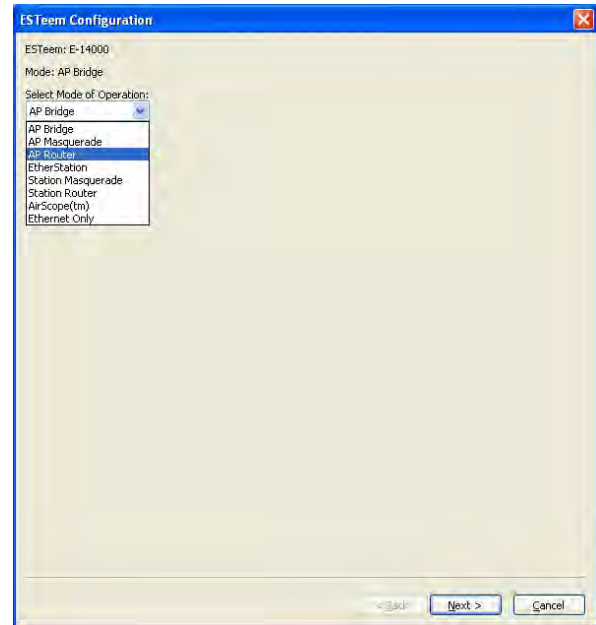 ESTeem Configuration
ESTeem: E-14000
Mode: AP Bridge
Select Mode of Operation:
AP Bridge
AP Bridge
AP Masquerade
AP Router
EtherStation
Station Masquerade
Station Router
AirScope(tm)
Ethernet Only
< Back
Next >
Cancel